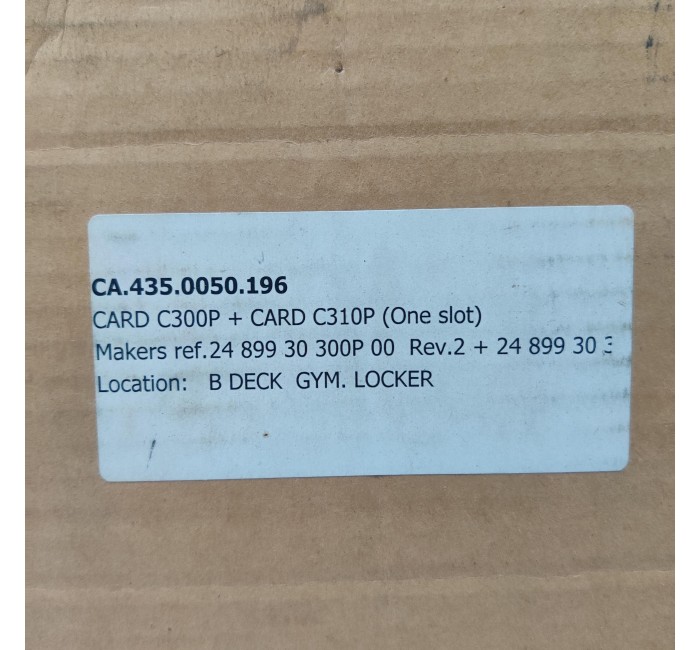 CA.435.0050.196
CARD C300P + CARD C310P (One slot)
Makers ref.24 899 30 300P 00 Rev.2 + 24 899 30
Location: B DECK GYM. LOCKER